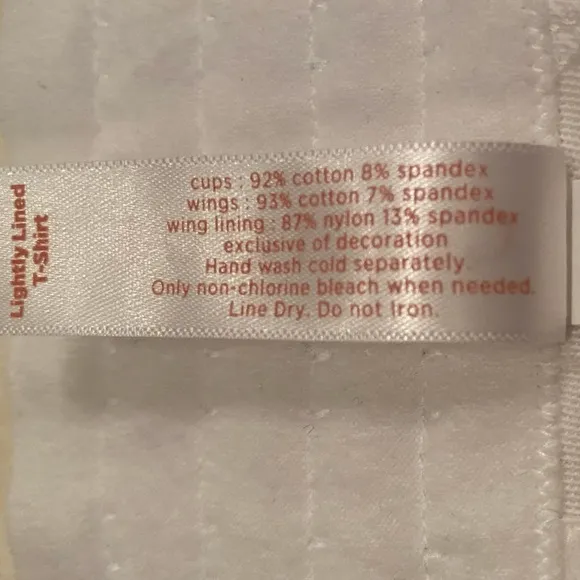 Lightly Lined
T-Shirt
cups : 92% cotton 8% spandex
wings : 93% cotton 7% spandex
wing lining : 87% nylon 13% spandex
exclusive of decoration
Hand wash cold separately.
Only non-chlorine bleach when needed.
Line Dry. Do not Iron.